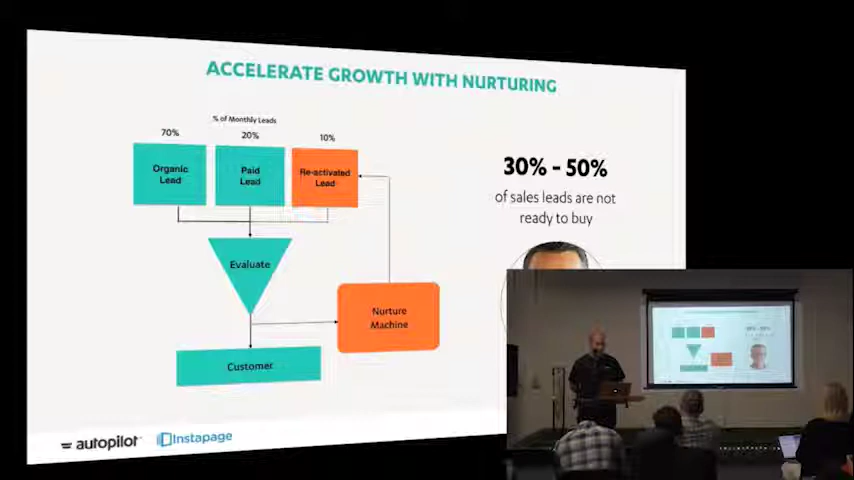 ACCELERATE GROWTH WITH NURTURING
% of Monthly Leads
70%
20%
10%
Organic
Lead
Paid
Lead
Re-activated
Lead
30% - 50%
of sales leads are not
ready to buy
Evaluate
Nurture
Machine
Customer
autopilot
Instapage